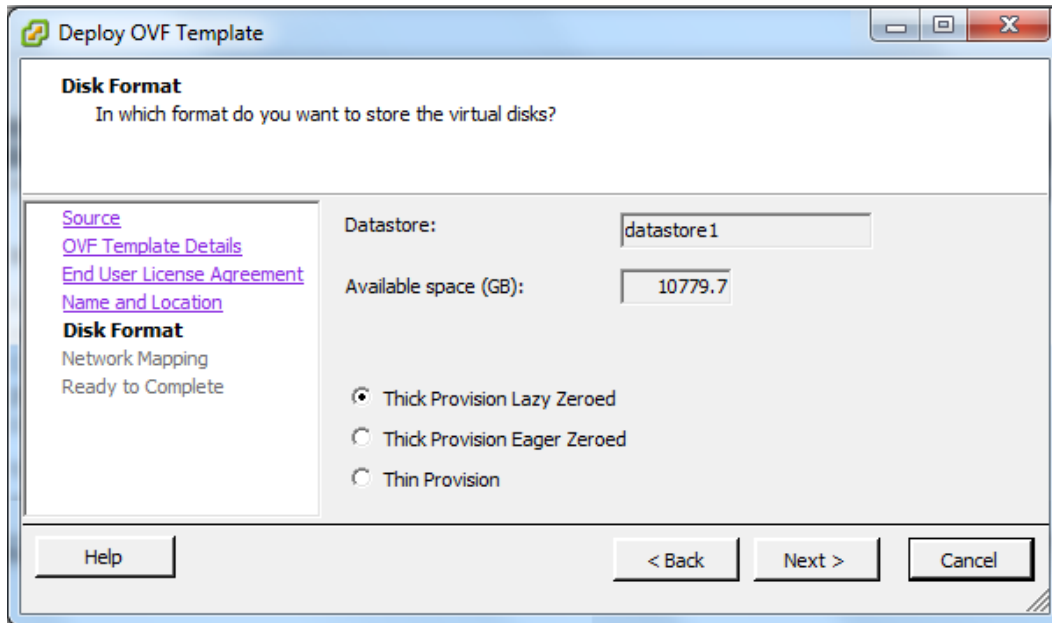 Deploy OVF Template
Disk Format
In which format do you want to store the virtual disks?
Source
OVF Template Details
End User License Agreement
Name and Location
Disk Format
Network Mapping
Ready to Complete
Datastore:
datastore1
Available space (GB):
10779.7
Thick Provision Lazy Zeroed
Thick Provision Eager Zeroed
Thin Provision
Help
< Back
Next >
Cancel